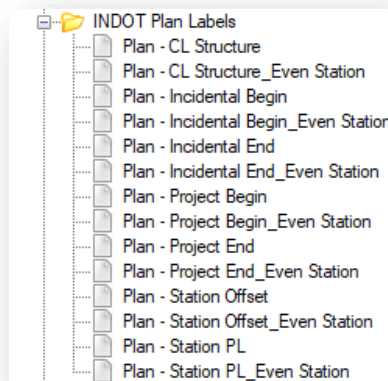 INDOT Plan Labels
Plan - CL Structure
Plan - CL Structure_Even Station
Plan - Incidental Begin
Plan - Incidental Begin_Even Station
Plan - Incidental End
Plan - Incidental End_Even Station
Plan - Project Begin
Plan - Project Begin_Even Station
Plan - Project End
Plan - Project End_Even Station
Plan - Station Offset
Plan - Station Offset_Even Station
Plan - Station PL
Plan - Station PL_Even Station